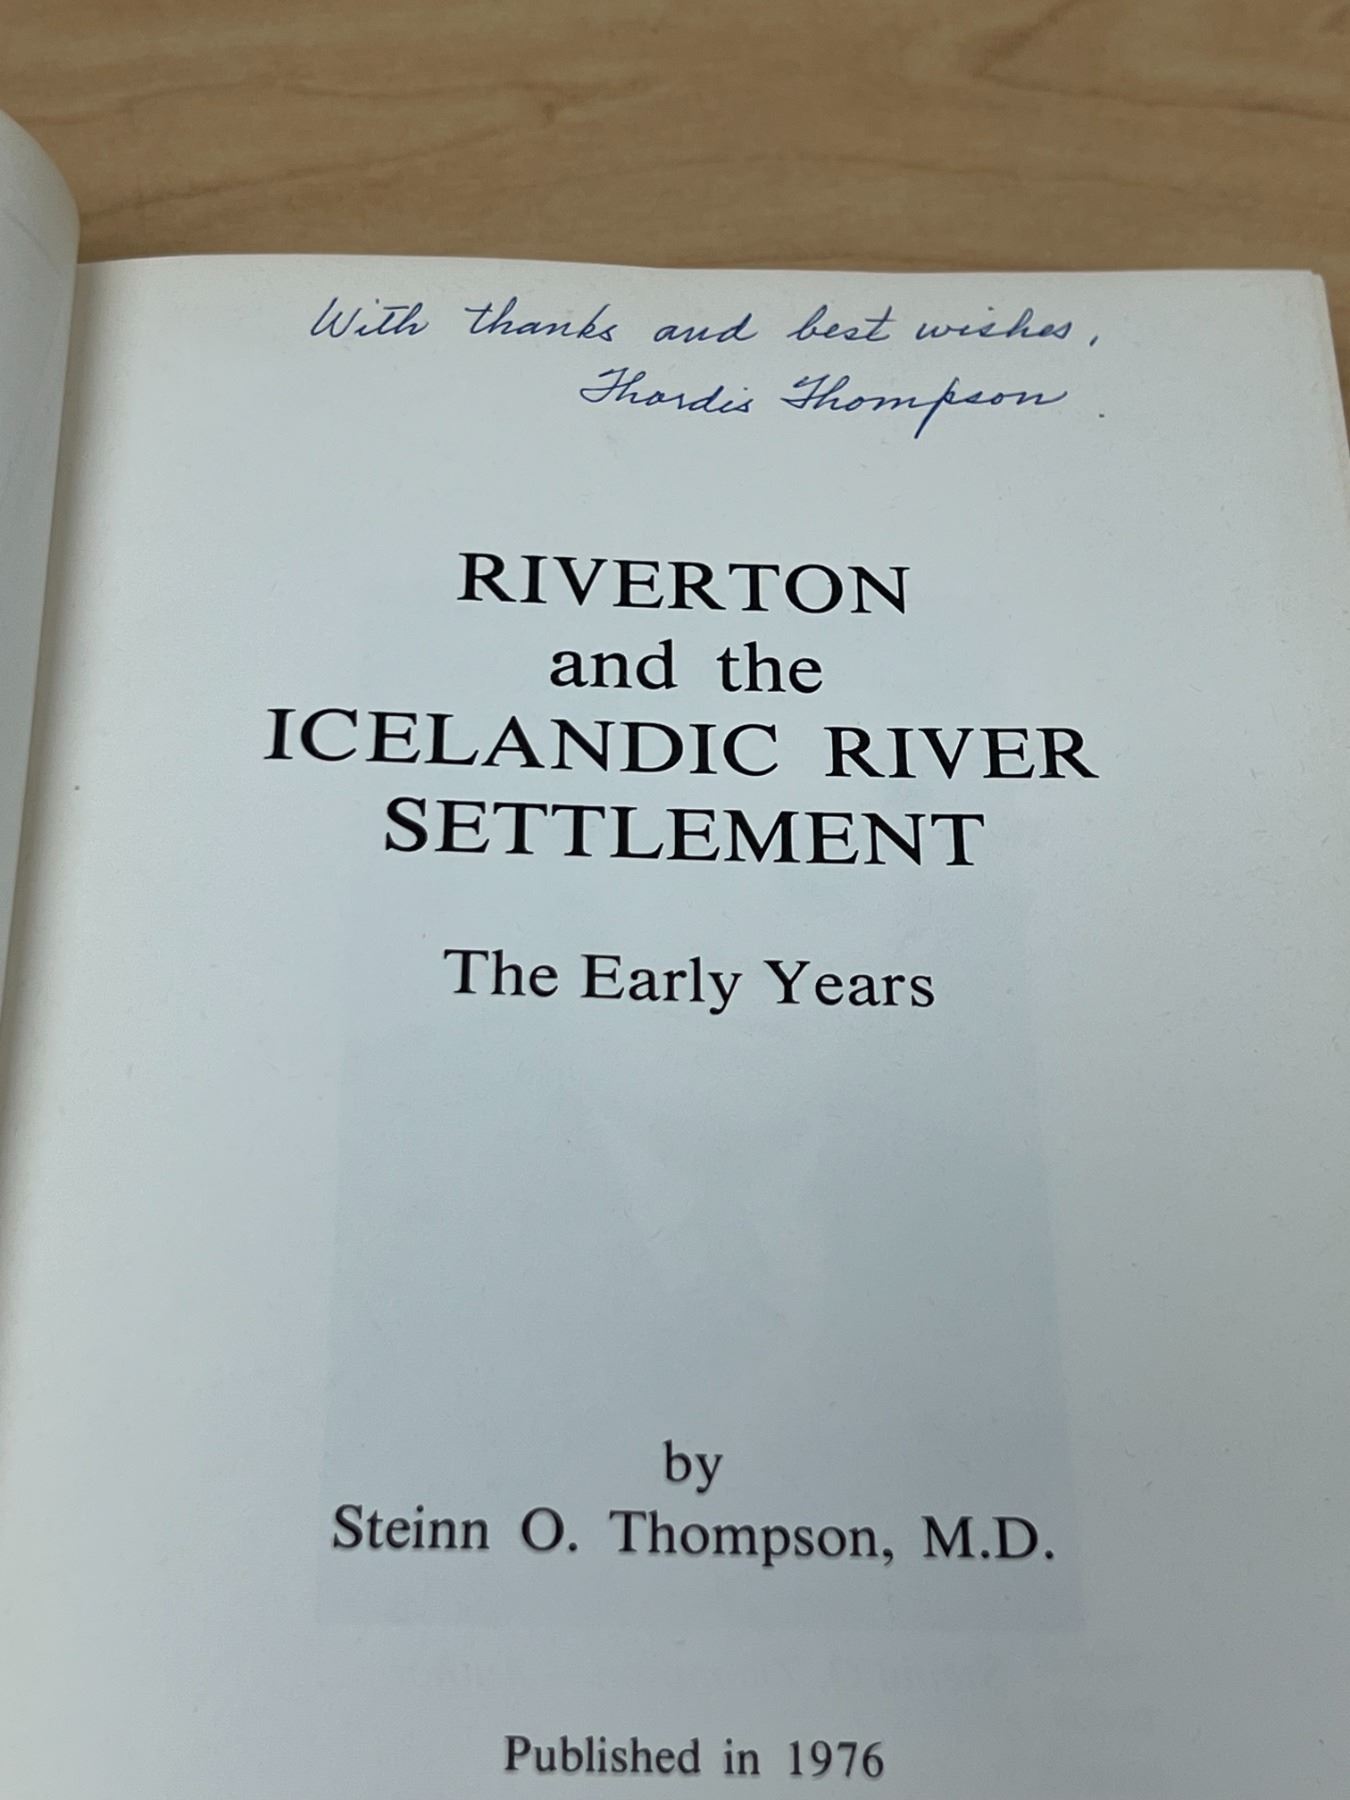 With thanks and best wishes,
Thordis Thompson
RIVERTON
and the
ICELANDIC RIVER
SETTLEMENT
The Early Years
by
Steinn O. Thompson, M.D.
Published in 1976